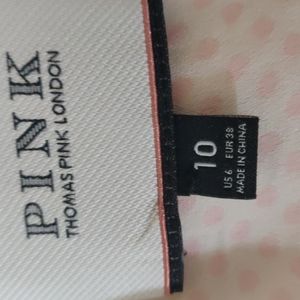 PINK
THOMAS PINK LONDON
10
US 6 EUR 38
MADE IN CHINA